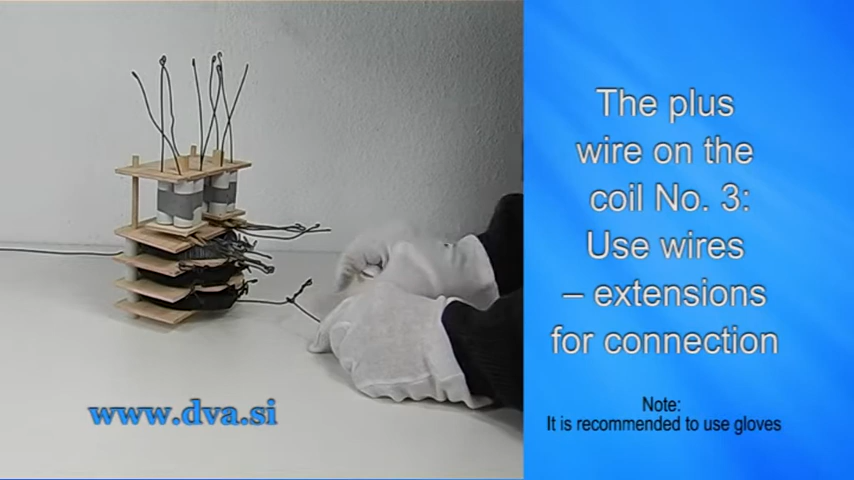 The plus
wire on the
coil No. 3:
Use wires
– extensions
for connection
Note:
It is recommended to use gloves
www.dva.si